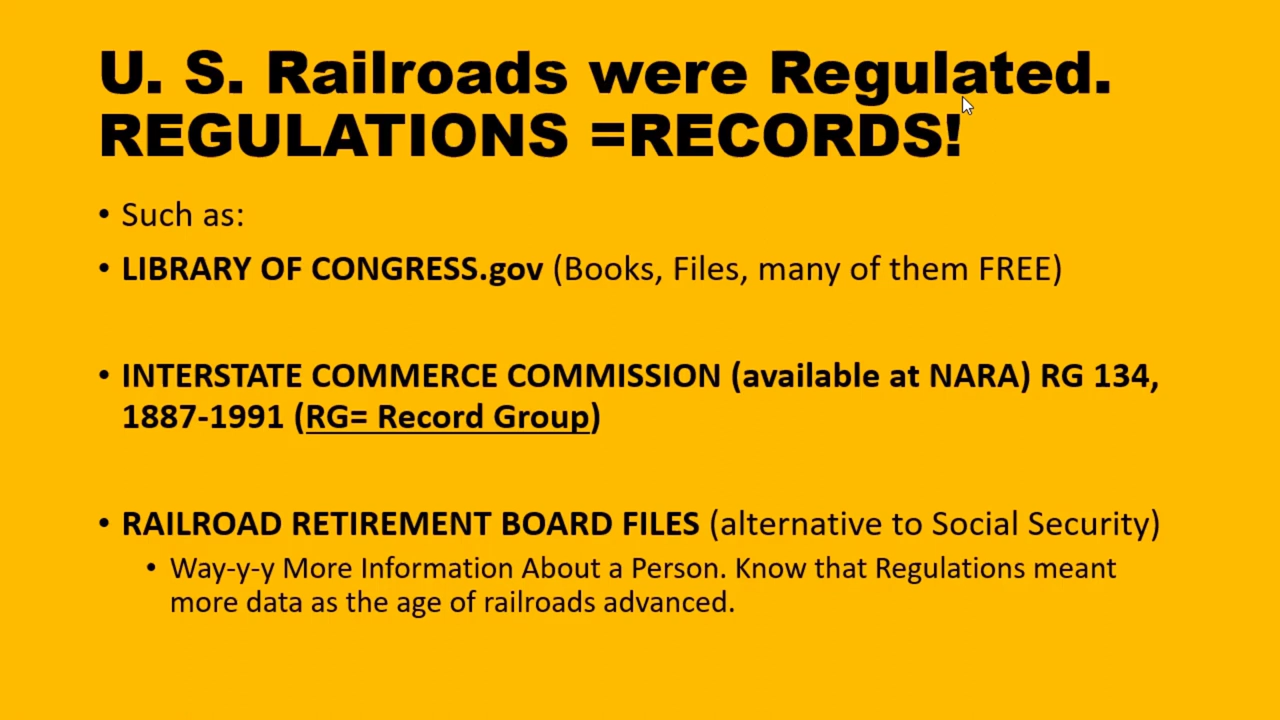 U. S. Railroads were Regulated.
REGULATIONS =RECORDS!
• Such as:
• LIBRARY OF CONGRESS.gov (Books, Files, many of them FREE)
• INTERSTATE COMMERCE COMMISSION (available at NARA) RG 134,
1887-1991 (RG= Record Group)
• RAILROAD RETIREMENT BOARD FILES (alternative to Social Security)
• Way-y-y More Information About a Person. Know that Regulations meant
more data as the age of railroads advanced.